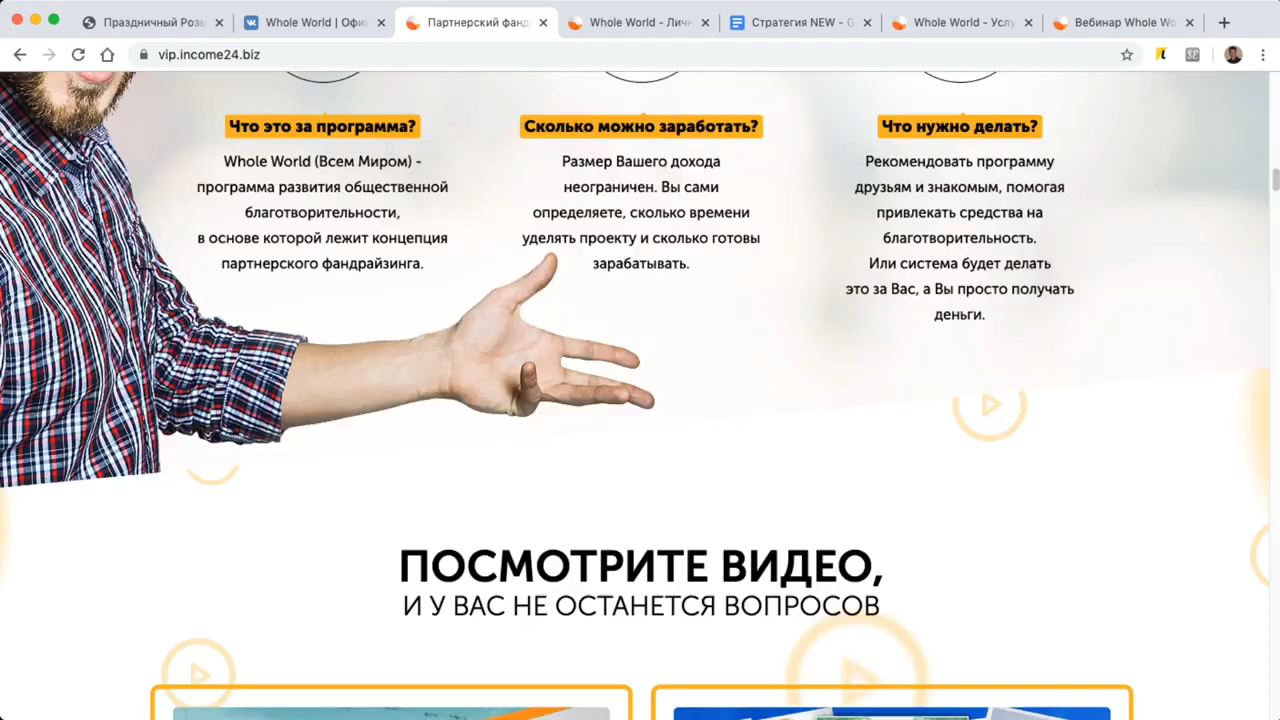 Праздничный Розы
Whole World | Офи
Партнерский фанд
Whole World - Личн
Стратегия NEW - G
Whole World - Услу
Вебинар Whole Wo
vip.income24.biz
Что это за программа?
Whole World (Всем Миром) -
программа развития общественной
благотворительности,
в основе которой лежит концепция
партнерского фандрайзинга.
Сколько можно заработать?
Размер Вашего дохода
неограничен. Вы сами
определяете, сколько времени
уделять проекту и сколько готовы
зарабатывать.
Что нужно делать?
Рекомендовать программу
друзьям и знакомым, помогая
привлекать средства на
благотворительность.
Или система будет делать
это за Вас, а Вы просто получать
деньги.
ПОСМОТРИТЕ ВИДЕО,
И У ВАС НЕ ОСТАНЕТСЯ ВОПРОСОВ